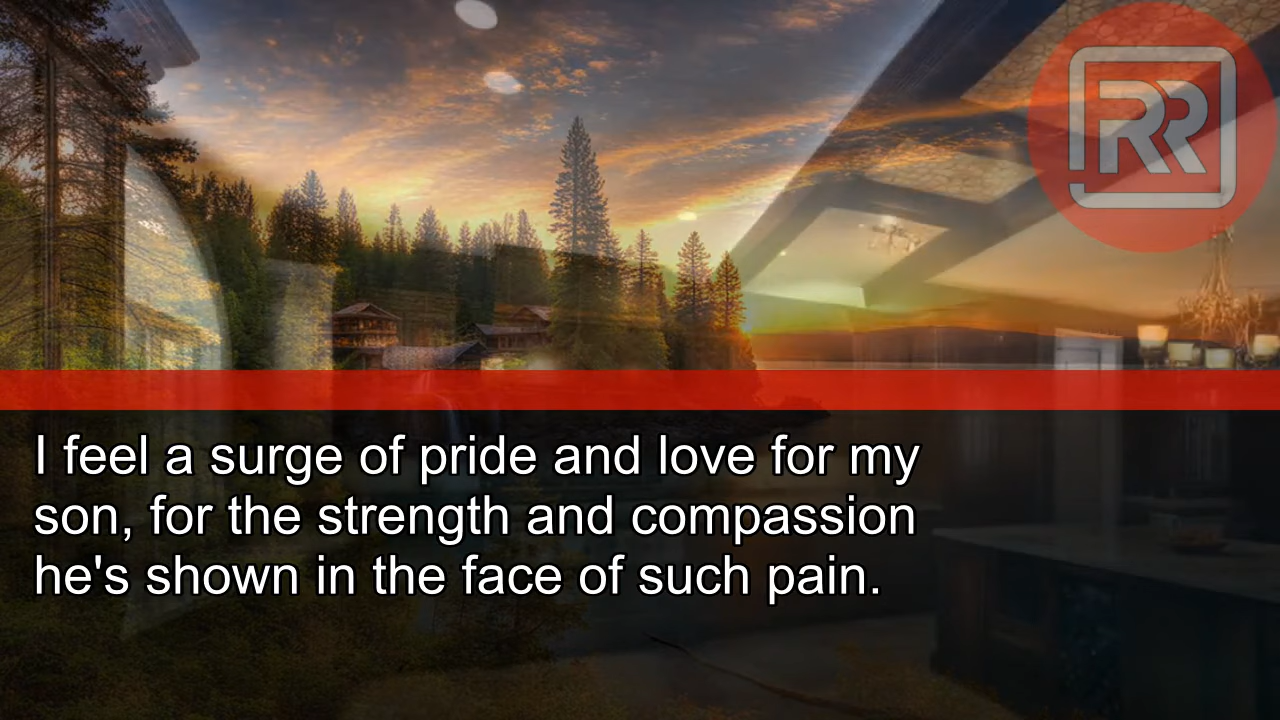 RR
I feel a surge of pride and love for my
son, for the strength and compassion
he's shown in the face of such pain.